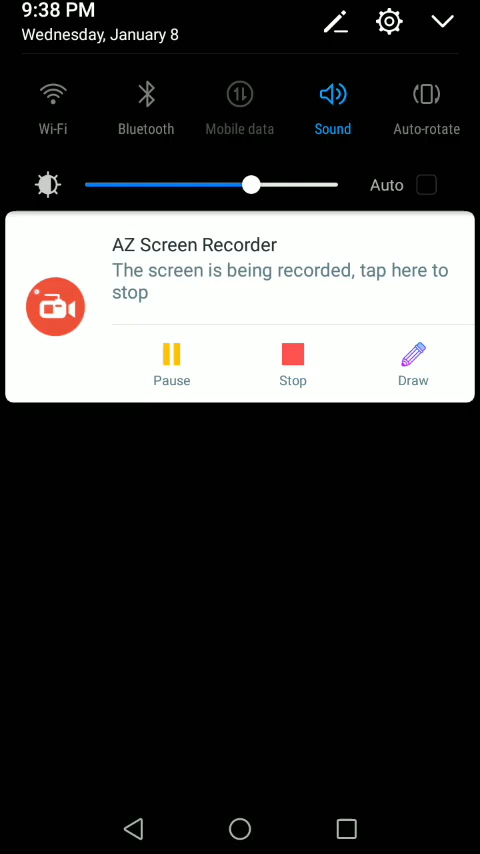 9:38 PM
Wednesday, January 8
Wi-Fi
Bluetooth
Mobile data
Sound
Auto-rotate
Auto
AZ Screen Recorder
The screen is being recorded, tap here to
stop
Pause
Stop
Draw